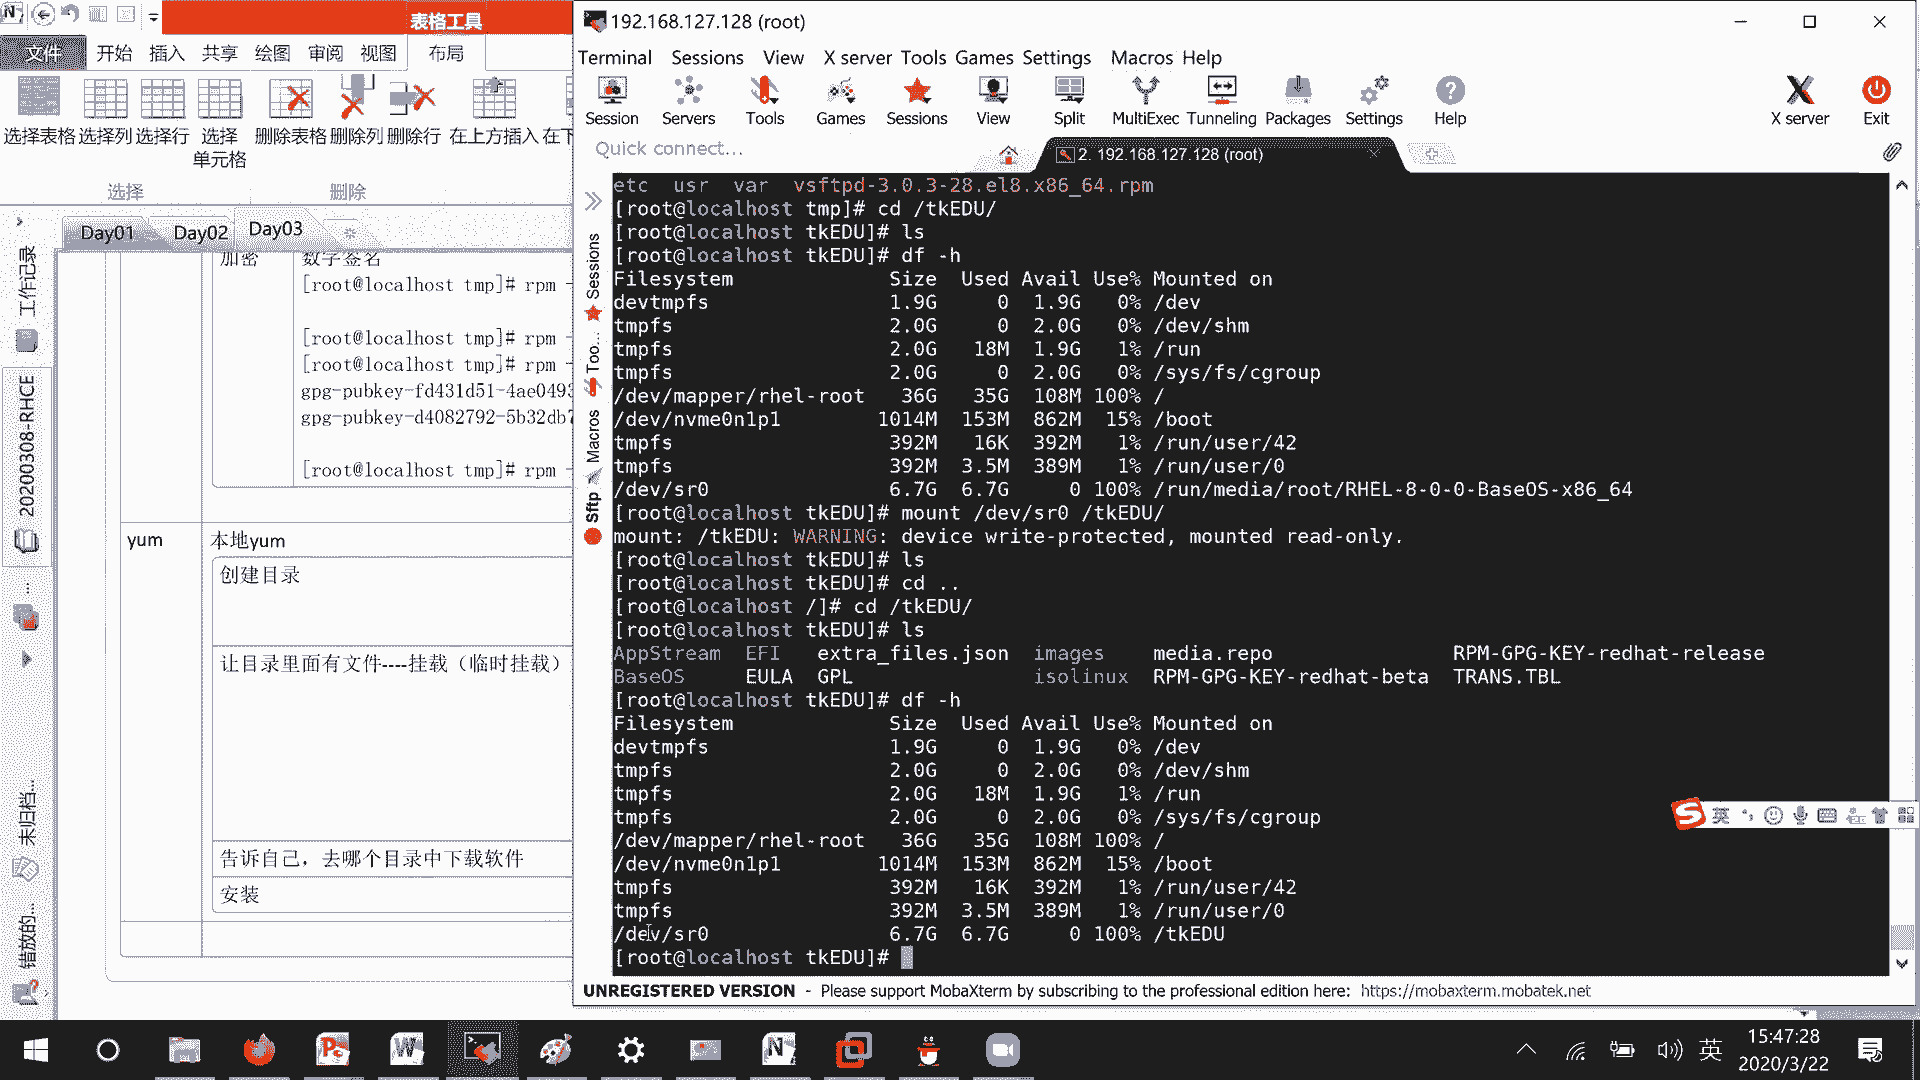 表格工具
文件 开始 插入 共享 绘图 审阅 视图 布局
选择表格 选择列 选择行 选择单元格 删除表格 删除列 删除行 在上方插入 在下
选择 删除
Day01 Day02 Day03
工作记录
20200308-RHCE
...
未归档...
错放的...
加密 数字签名
[root@localhost tmp]# rpm -
[root@localhost tmp]# rpm -
[root@localhost tmp]# rpm -
gpg-pubkey-fd431d51-4ae0493
gpg-pubkey-d4082792-5b32db7
[root@localhost tmp]# rpm -
yum 本地yum
创建目录
让目录里面有文件----挂载（临时挂载）
告诉自己，去哪个目录中下载软件
安装
192.168.127.128 (root)
Terminal Sessions View X server Tools Games Settings Macros Help
Session Servers Tools Games Sessions View Split MultiExec Tunneling Packages Settings Help X server Exit
Quick connect...
2. 192.168.127.128 (root)
Sessions
Too...
Macros
Sftp
etc usr var vsftpd-3.0.3-28.el8.x86_64.rpm
[root@localhost tmp]# cd /tkEDU/
[root@localhost tkEDU]# ls
[root@localhost tkEDU]# df -h
Filesystem Size Used Avail Use% Mounted on
devtmpfs 1.9G 0 1.9G 0% /dev
tmpfs 2.0G 0 2.0G 0% /dev/shm
tmpfs 2.0G 18M 1.9G 1% /run
tmpfs 2.0G 0 2.0G 0% /sys/fs/cgroup
/dev/mapper/rhel-root 36G 35G 108M 100% /
/dev/nvme0n1p1 1014M 153M 862M 15% /boot
tmpfs 392M 16K 392M 1% /run/user/42
tmpfs 392M 3.5M 389M 1% /run/user/0
/dev/sr0 6.7G 6.7G 0 100% /run/media/root/RHEL-8-0-0-BaseOS-x86_64
[root@localhost tkEDU]# mount /dev/sr0 /tkEDU/
mount: /tkEDU: WARNING: device write-protected, mounted read-only.
[root@localhost tkEDU]# ls
[root@localhost tkEDU]# cd ..
[root@localhost /]# cd /tkEDU/
[root@localhost tkEDU]# ls
AppStream EFI extra_files.json images media.repo RPM-GPG-KEY-redhat-release
BaseOS EULA GPL isolinux RPM-GPG-KEY-redhat-beta TRANS.TBL
[root@localhost tkEDU]# df -h
Filesystem Size Used Avail Use% Mounted on
devtmpfs 1.9G 0 1.9G 0% /dev
tmpfs 2.0G 0 2.0G 0% /dev/shm
tmpfs 2.0G 18M 1.9G 1% /run
tmpfs 2.0G 0 2.0G 0% /sys/fs/cgroup
/dev/mapper/rhel-root 36G 35G 108M 100% /
/dev/nvme0n1p1 1014M 153M 862M 15% /boot
tmpfs 392M 16K 392M 1% /run/user/42
tmpfs 392M 3.5M 389M 1% /run/user/0
/dev/sr0 6.7G 6.7G 0 100% /tkEDU
[root@localhost tkEDU]#
UNREGISTERED VERSION - Please support MobaXterm by subscribing to the professional edition here: https://mobaxterm.mobatek.net
英
英
15:47:28
2020/3/22